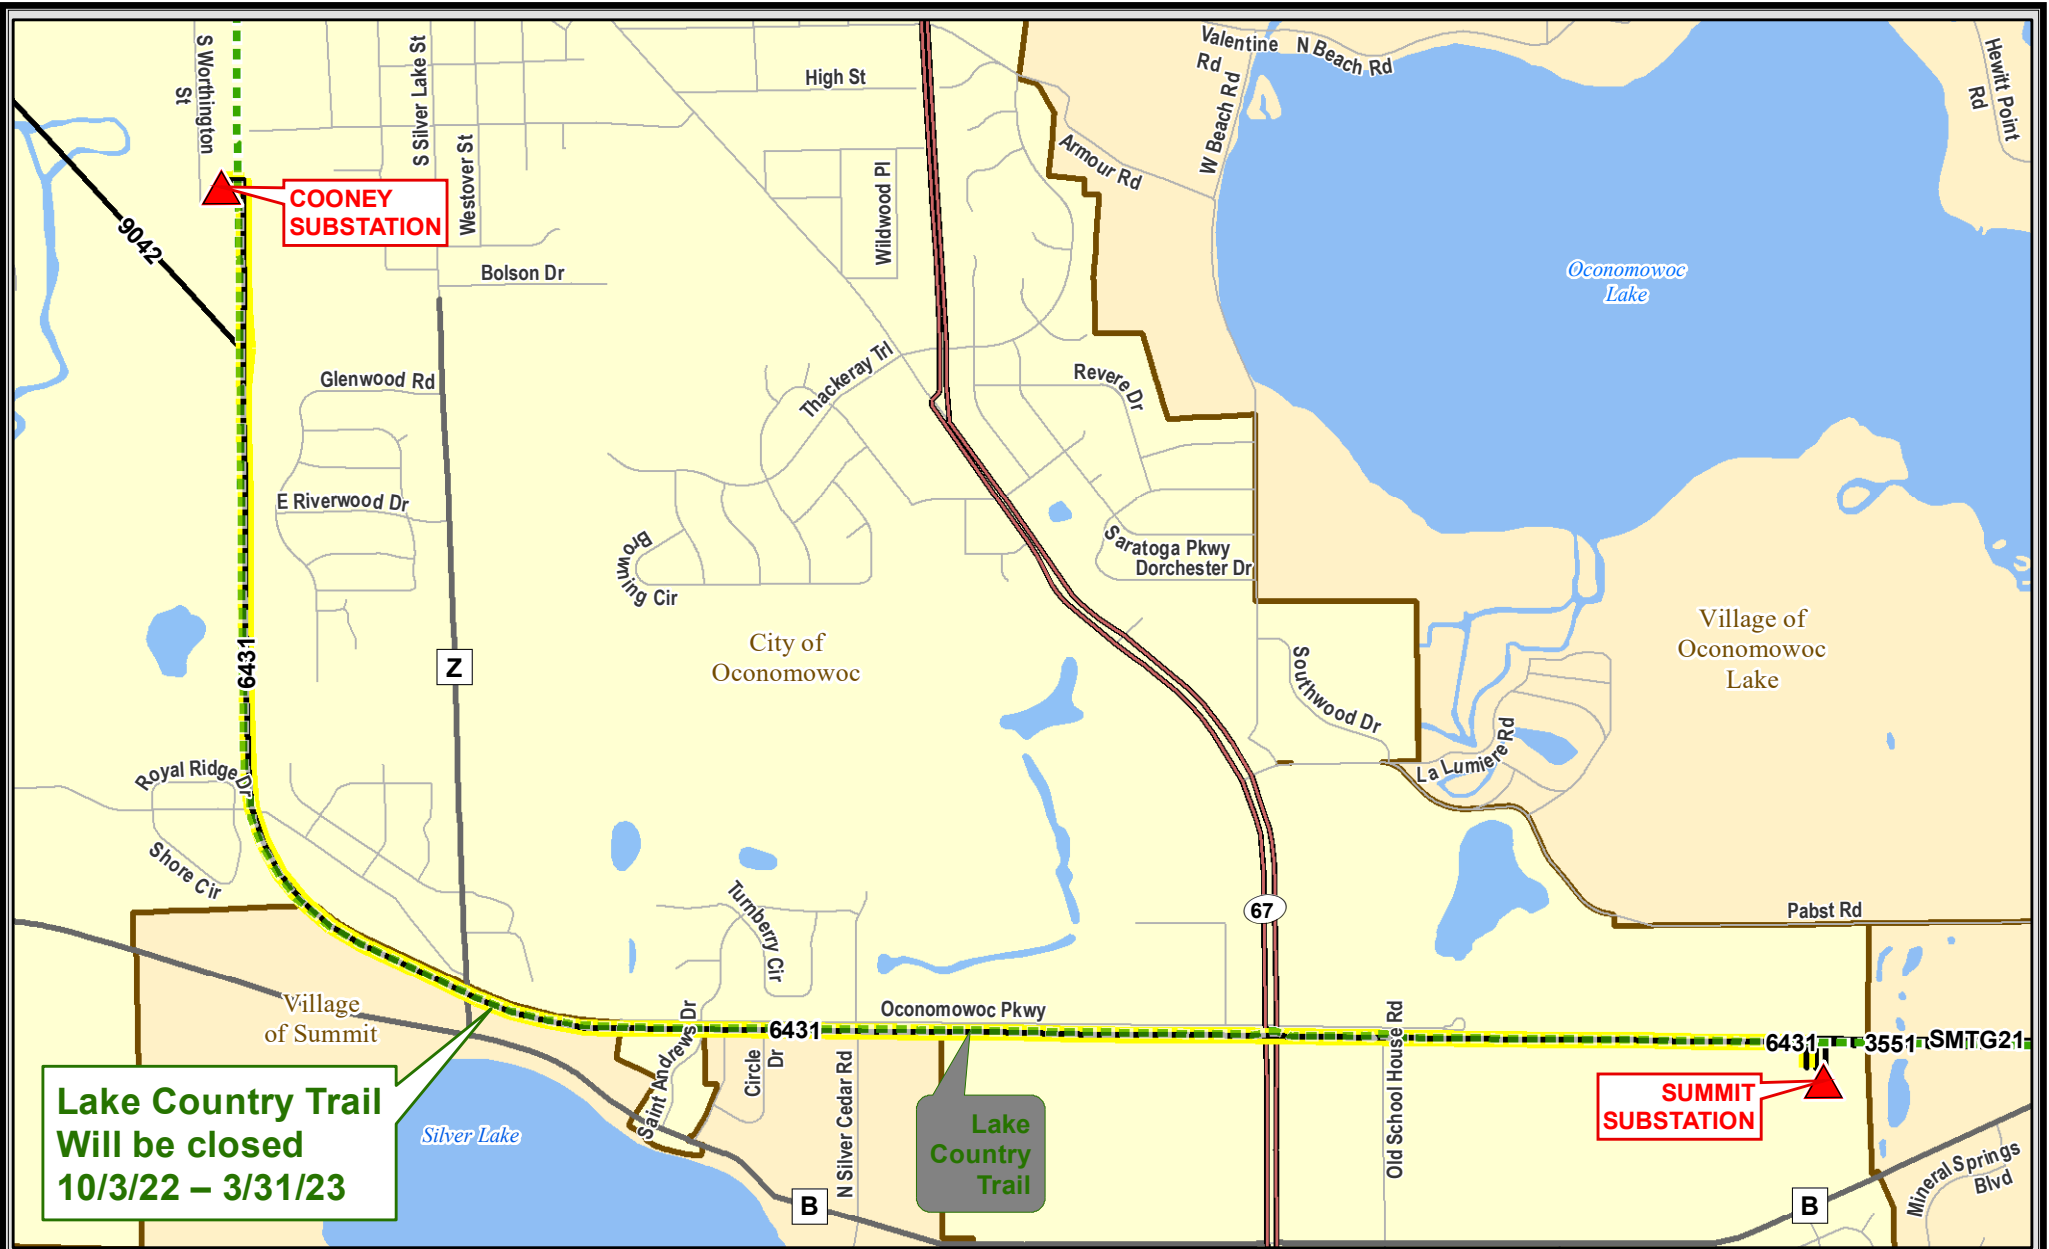 S Worthington
St
S Silver Lake St
Westover St
High St
Wildwood Pl
Valentine
Rd
N Beach Rd
W Beach Rd
Armour Rd
Hewitt Point
Rd
COONEY
SUBSTATION
9042
Bolson Dr
Oconomowoc
Lake
Glenwood Rd
Thackeray Trl
Revere Dr
E Riverwood Dr
Browning Cir
Saratoga Pkwy
Dorchester Dr
6431
Z
City of
Oconomowoc
Village of
Oconomowoc
Lake
Southwood Dr
La Lumiere Rd
Royal Ridge Dr
Shore Cir
Turnberry Cir
67
Pabst Rd
Village
of Summit
Oconomowoc Pkwy
6431
6431
3551
SMTG21
Saint Andrews Dr
Circle
Dr
N Silver Cedar Rd
Old School House Rd
SUMMIT
SUBSTATION
Lake Country Trail
Will be closed
10/3/22 – 3/31/23
Silver Lake
Lake
Country
Trail
B
B
Mineral Springs
Blvd